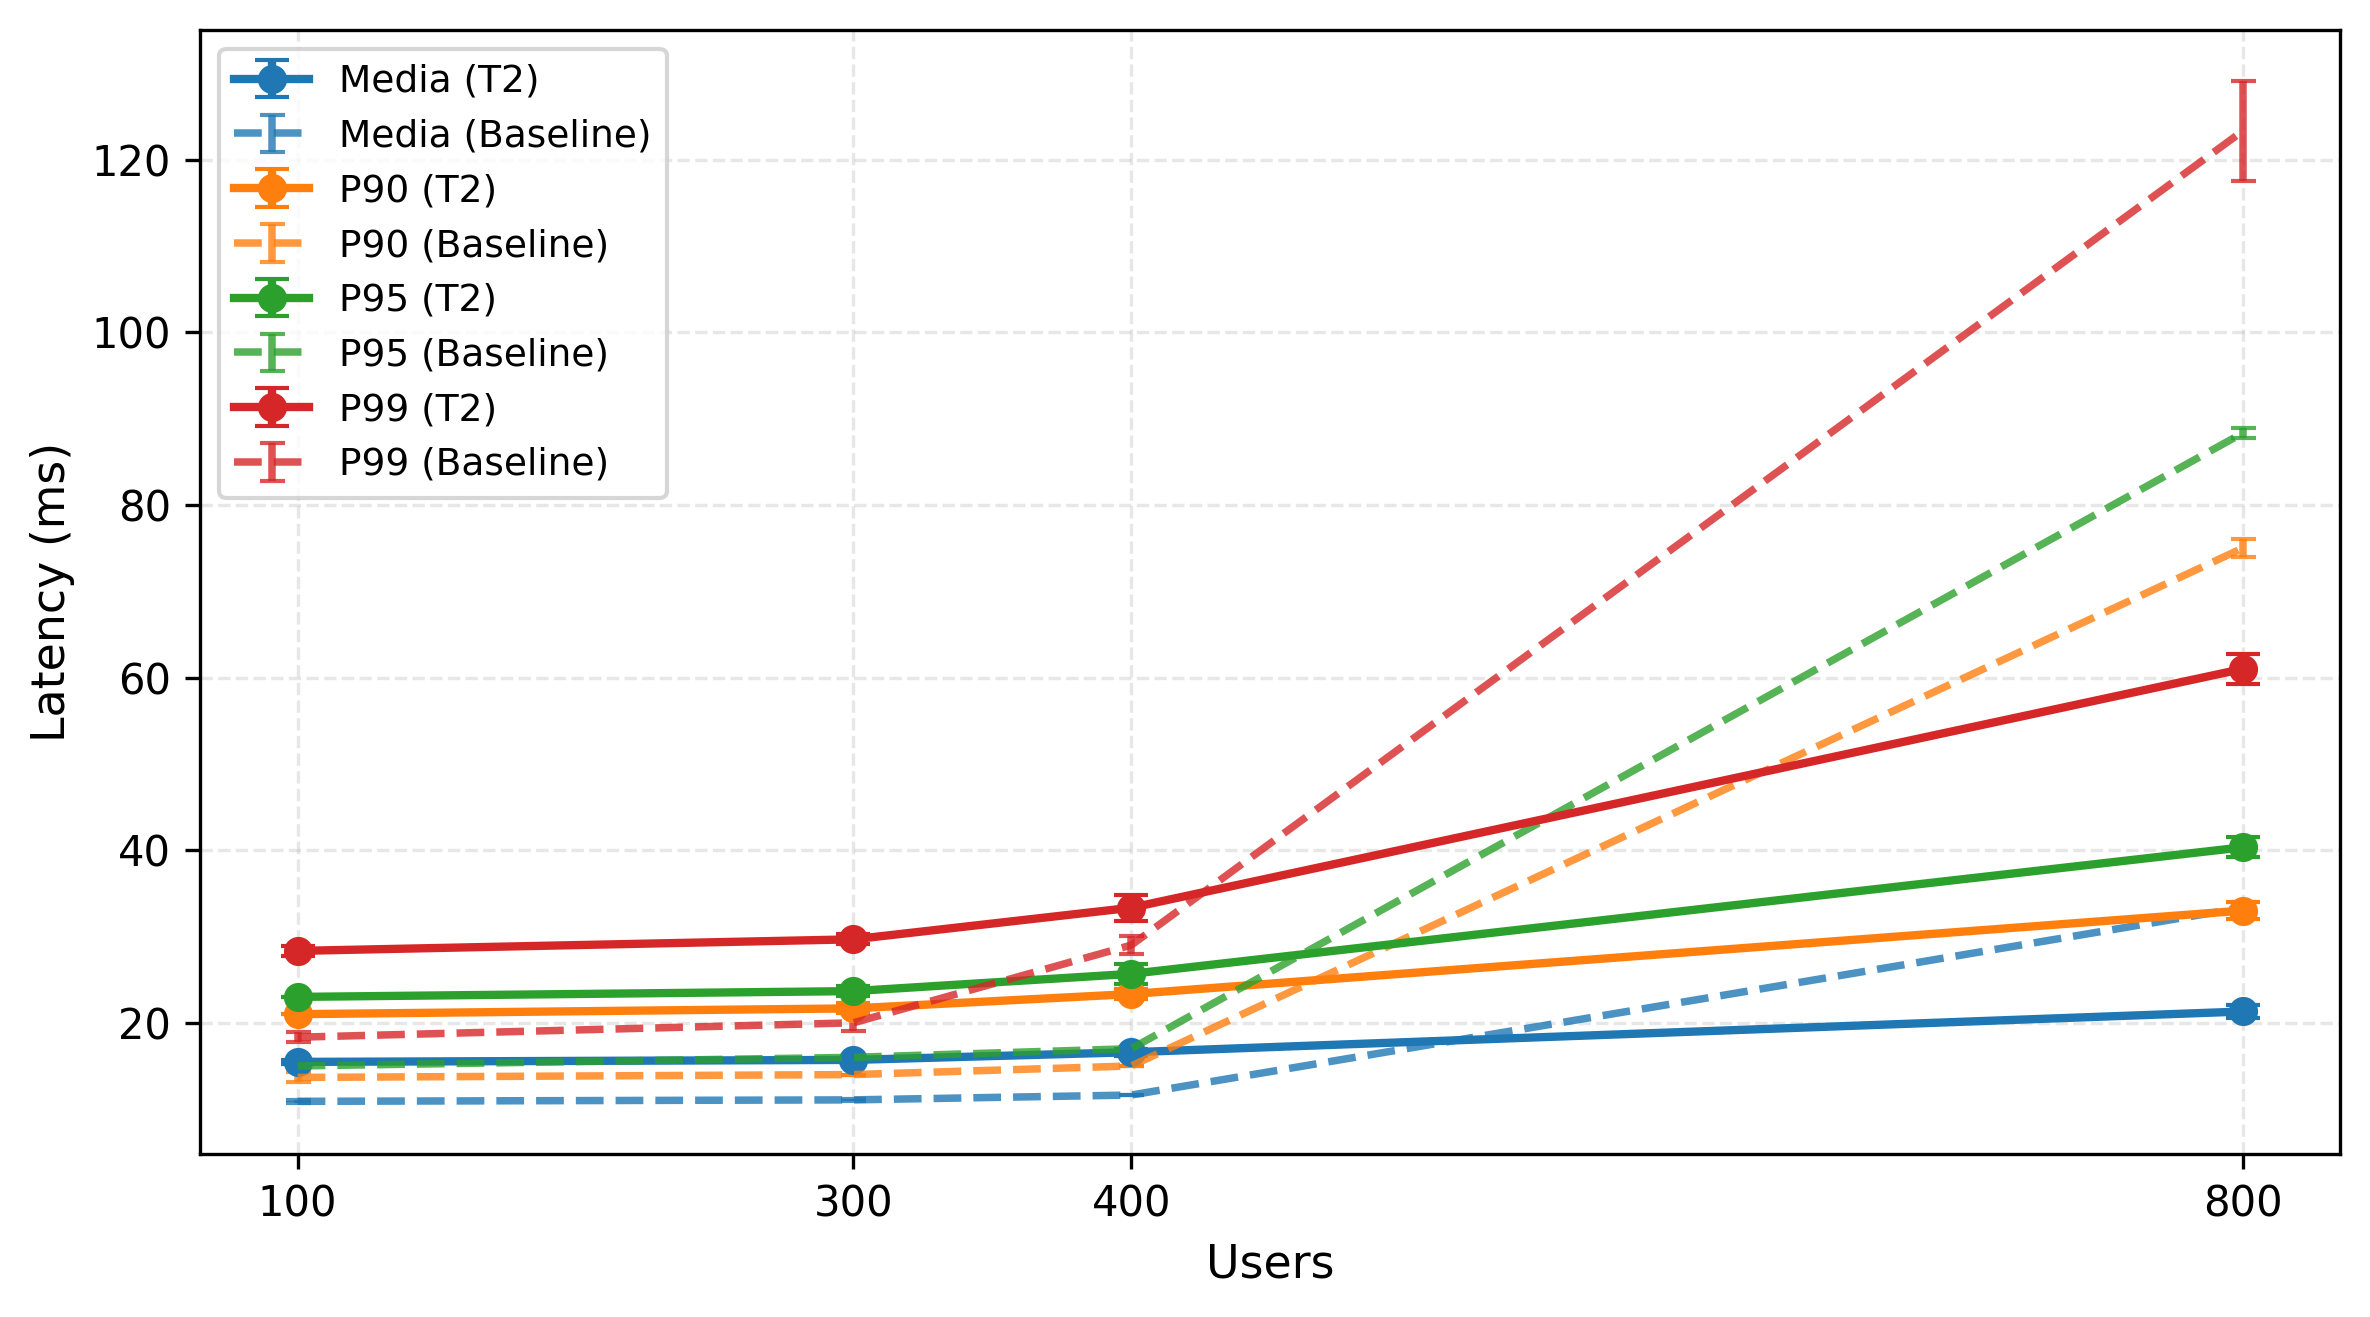 Media (T2)
Media (Baseline)
P90 (T2)
P90 (Baseline)
P95 (T2)
P95 (Baseline)
P99 (T2)
P99 (Baseline)
Latency (ms)
120
100
80
60
40
20
100 300 400 800
Users